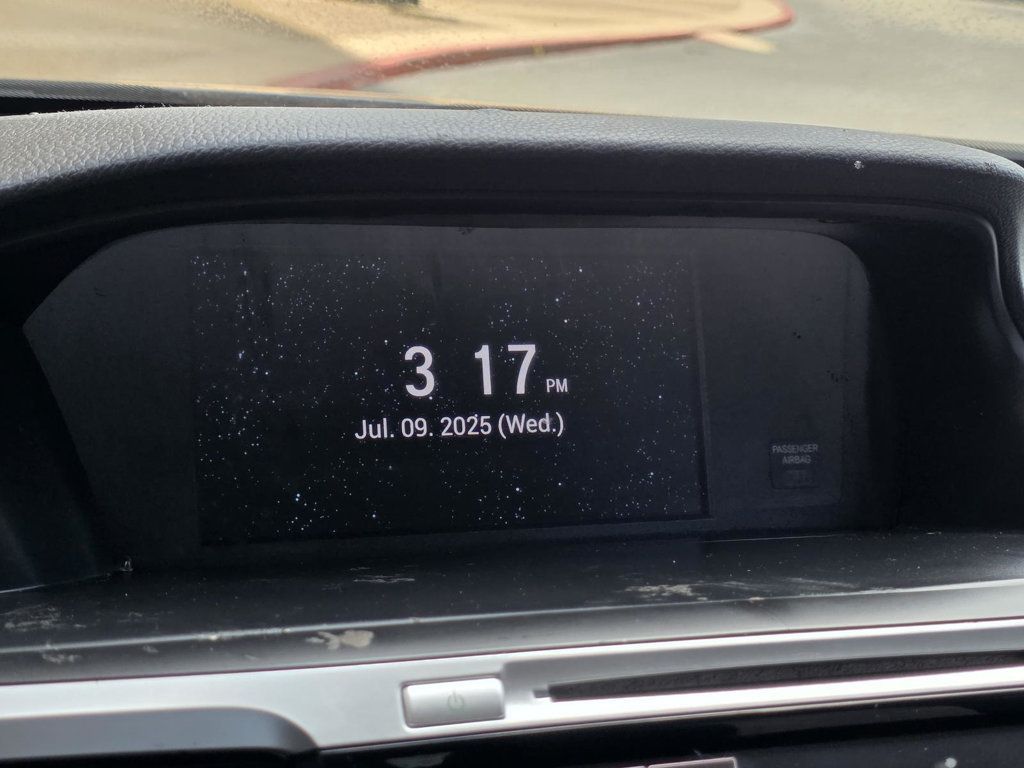 3 17 PM
Jul. 09. 2025 (Wed.)
PASSENGER
AIRBAG